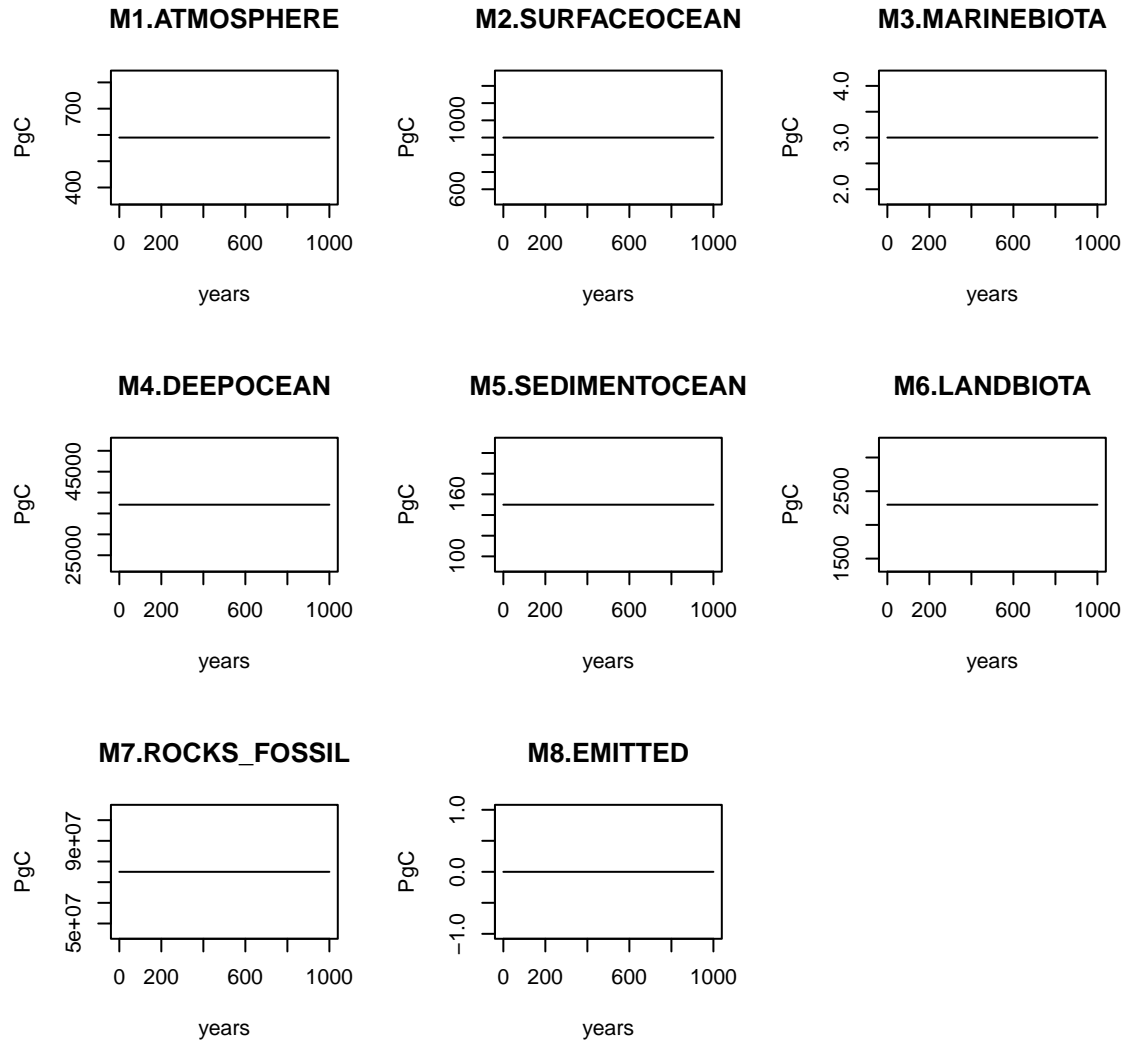 M1.ATMOSPHERE
PgC
400 700
0 200 600 1000
years
M2.SURFACEOCEAN
PgC
600 1000
0 200 600 1000
years
M3.MARINEBIOTA
PgC
2.0 3.0 4.0
0 200 600 1000
years
M4.DEEPOCEAN
PgC
25000 45000
0 200 600 1000
years
M5.SEDIMENTOCEAN
PgC
100 160
0 200 600 1000
years
M6.LANDBIOTA
PgC
1500 2500
0 200 600 1000
years
M7.ROCKS_FOSSIL
PgC
5e+07 9e+07
0 200 600 1000
years
M8.EMITTED
PgC
−1.0 0.0 1.0
0 200 600 1000
years